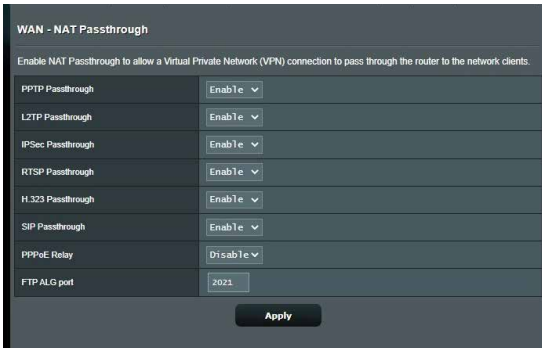 WAN - NAT Passthrough
Enable NAT Passthrough to allow a Virtual Private Network (VPN) connection to pass through the router to the network clients.
PPTP Passthrough Enable
L2TP Passthrough Enable
IPSec Passthrough Enable
RTSP Passthrough Enable
H.323 Passthrough Enable
SIP Passthrough Enable
PPPoE Relay Disable
FTP ALG port 2021
Apply